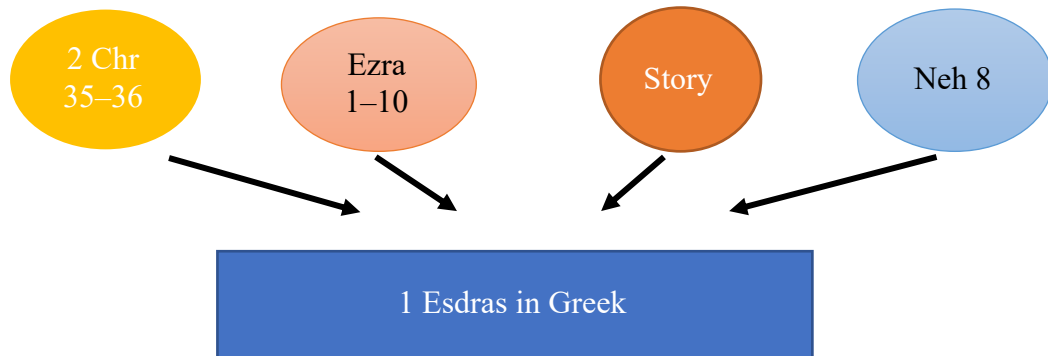 2 Chr
35–36
Ezra
1–10
Story
Neh 8
1 Esdras in Greek